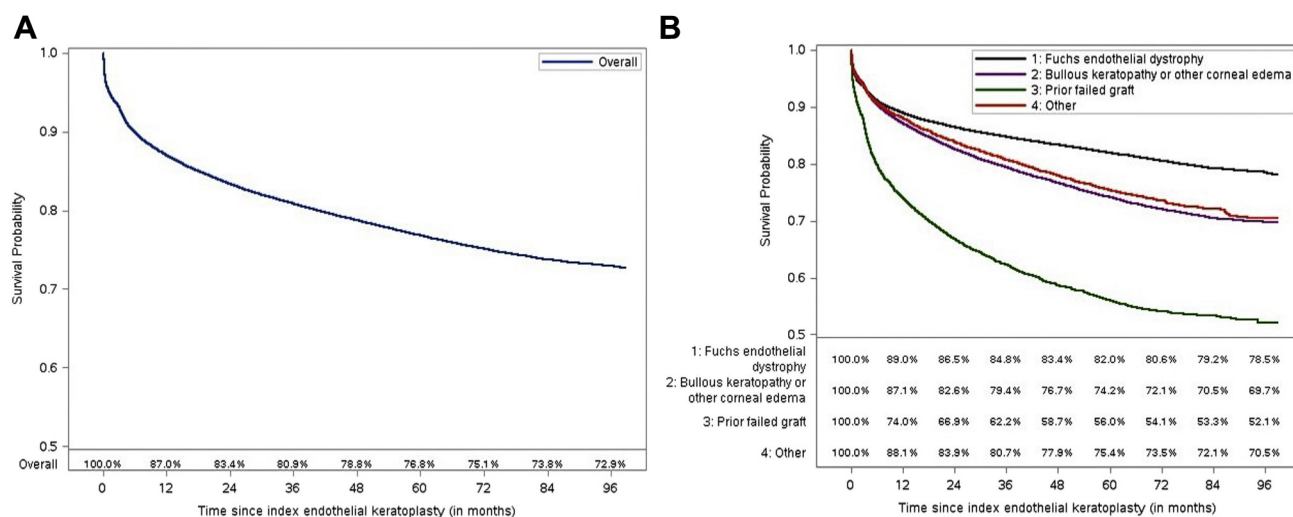 A
1.0
0.9
0.8
0.7
0.6
0.5
Survival Probability
Overall
Overall 100.0% 87.0% 83.4% 80.9% 78.8% 76.8% 75.1% 73.8% 72.9%
0 12 24 36 48 60 72 84 96
Time since index endothelial keratoplasty (in months)
B
1.0
0.9
0.8
0.7
0.6
0.5
Survival Probability
1: Fuchs endothelial dystrophy
2: Bullous keratopathy or other corneal edema
3: Prior failed graft
4: Other
1: Fuchs endothelial
dystrophy
100.0% 89.0% 86.5% 84.8% 83.4% 82.0% 80.6% 79.2% 78.5%
2: Bullous keratopathy or
other corneal edema
100.0% 87.1% 82.6% 79.4% 76.7% 74.2% 72.1% 70.5% 69.7%
3: Prior failed graft 100.0% 74.0% 66.9% 62.2% 58.7% 56.0% 54.1% 53.3% 52.1%
4: Other 100.0% 88.1% 83.9% 80.7% 77.9% 75.4% 73.5% 72.1% 70.5%
0 12 24 36 48 60 72 84 96
Time since index endothelial keratoplasty (in months)